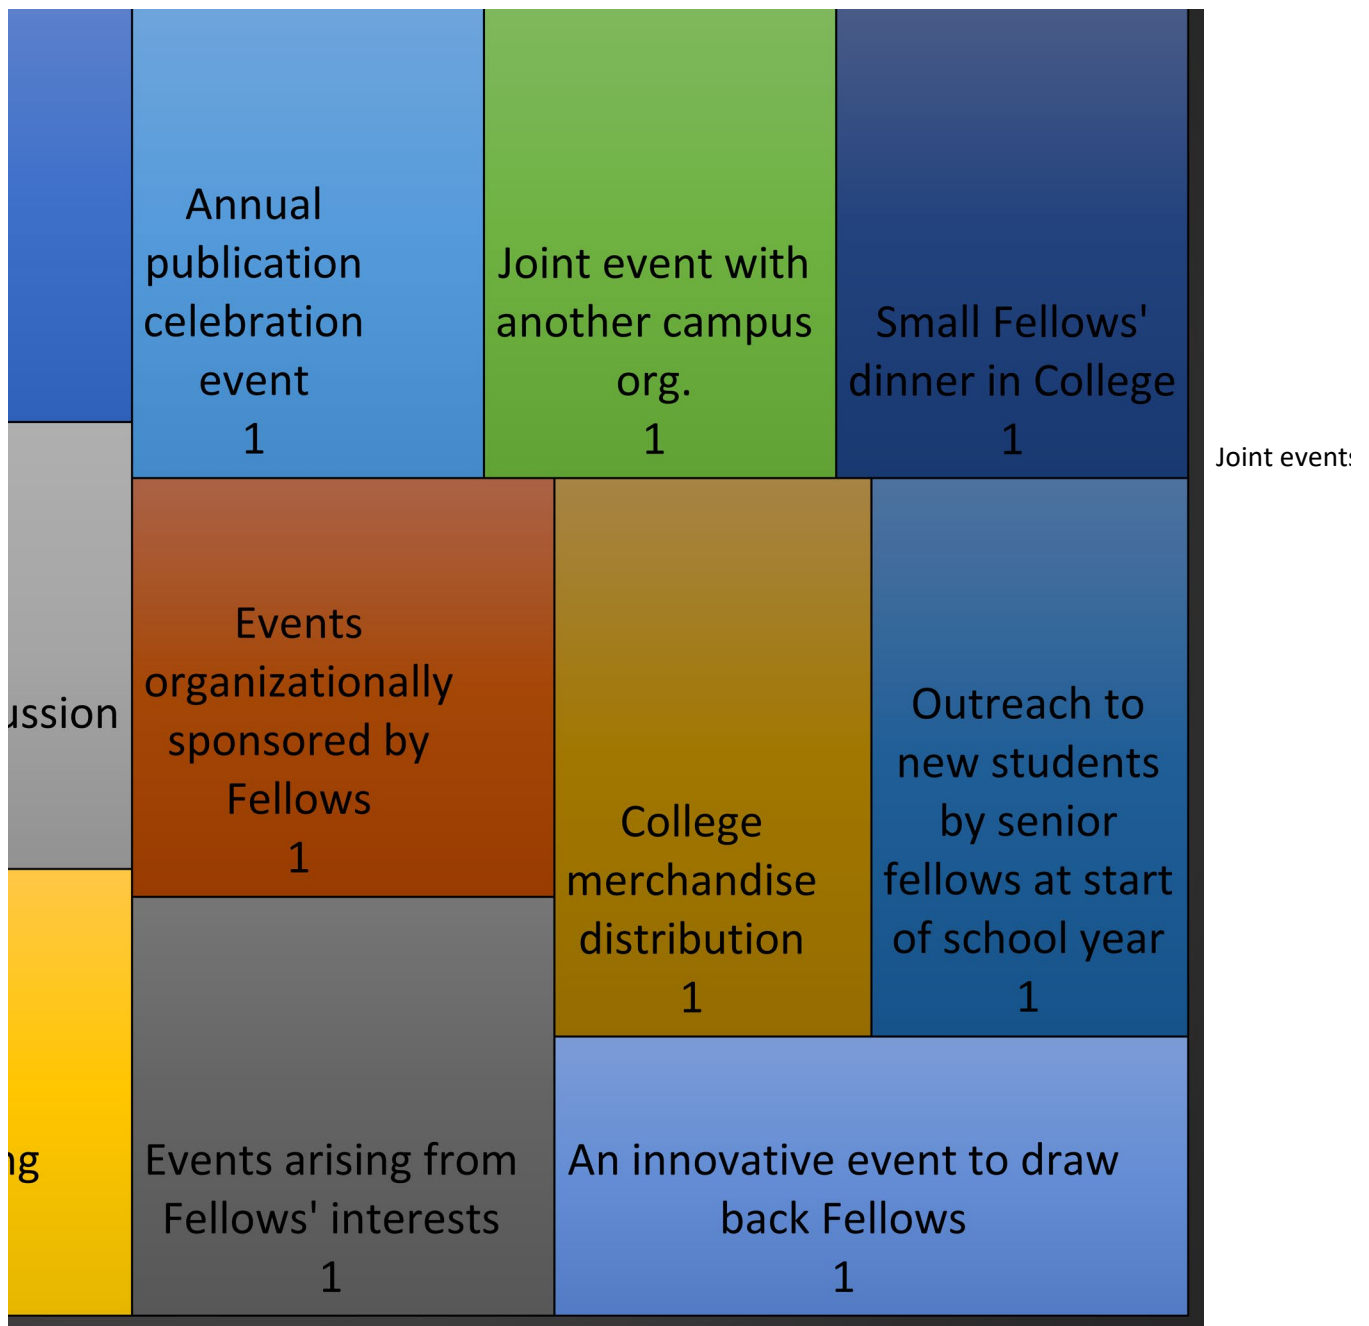 Annual
publication
celebration
event
1
Joint event with
another campus
org.
1
Small Fellows'
dinner in College
1
Joint events
Events
organizationally
sponsored by
Fellows
1
College
merchandise
distribution
1
Outreach to
new students
by senior
fellows at start
of school year
1
Events arising from
Fellows' interests
1
An innovative event to draw
back Fellows
1